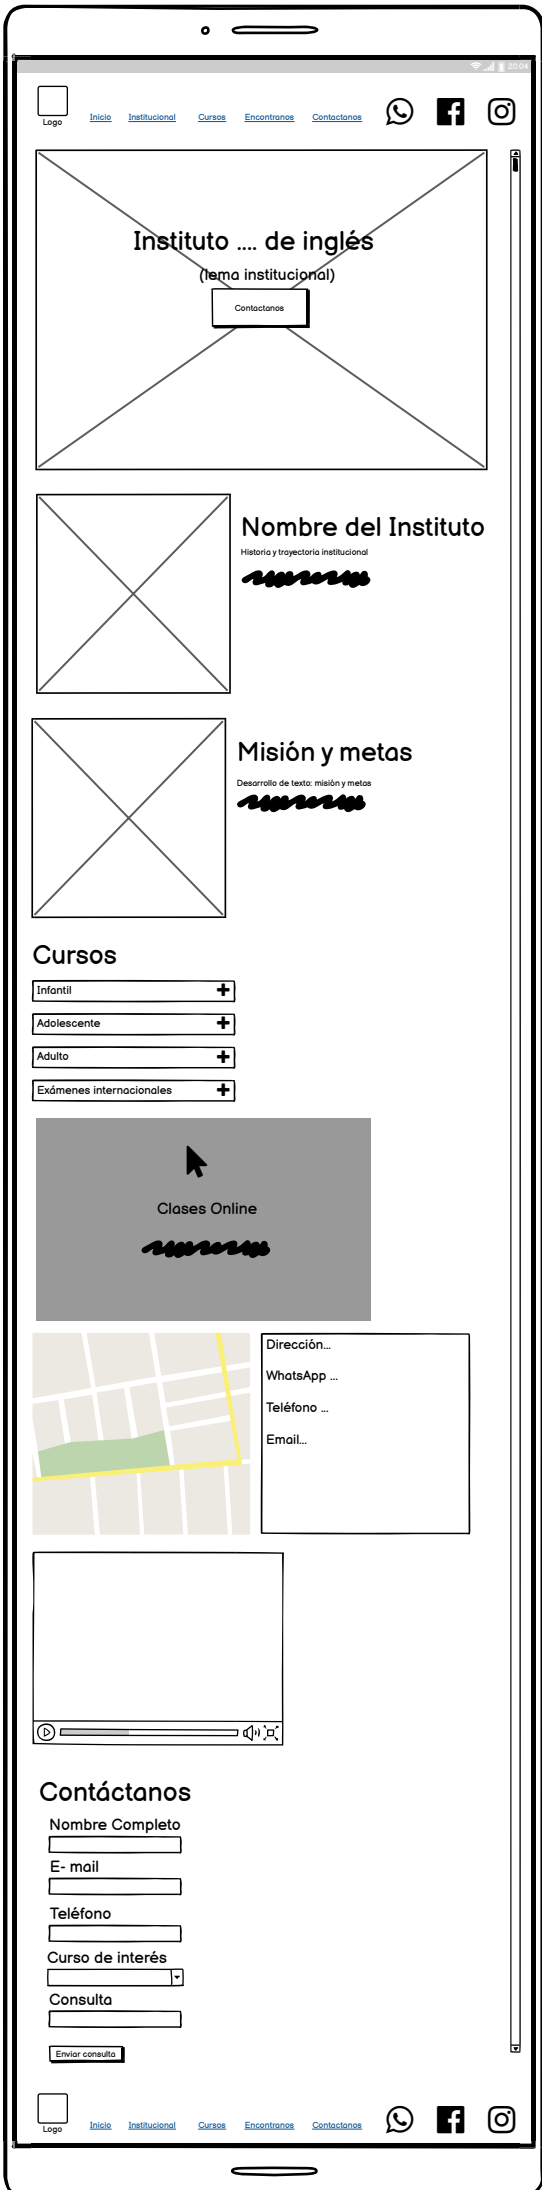 20:04
Logo
Inicio Institucional Cursos Encontranos Contactanos
Instituto .... de inglés
(lema institucional)
Contactanos
Nombre del Instituto
Historia y trayectoria institucional
Misión y metas
Desarrollo de texto: misión y metas
Cursos
Infantil
Adolescente
Adulto
Exámenes internacionales
Clases Online
Dirección...
WhatsApp ...
Teléfono ...
Email...
Contáctanos
Nombre Completo
E- mail
Teléfono
Curso de interés
Consulta
Enviar consulta
Logo
Inicio Institucional Cursos Encontranos Contactanos